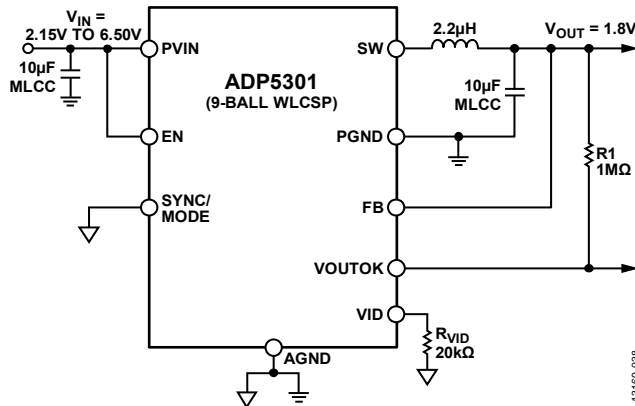 VIN =
2.15V TO 6.50V
10µF
MLCC
PVIN
EN
SYNC/
MODE
ADP5301
(9-BALL WLCSP)
AGND
SW
PGND
FB
VOUTOK
VID
2.2µH
10µF
MLCC
VOUT = 1.8V
R1
1MΩ
RVID
20kΩ